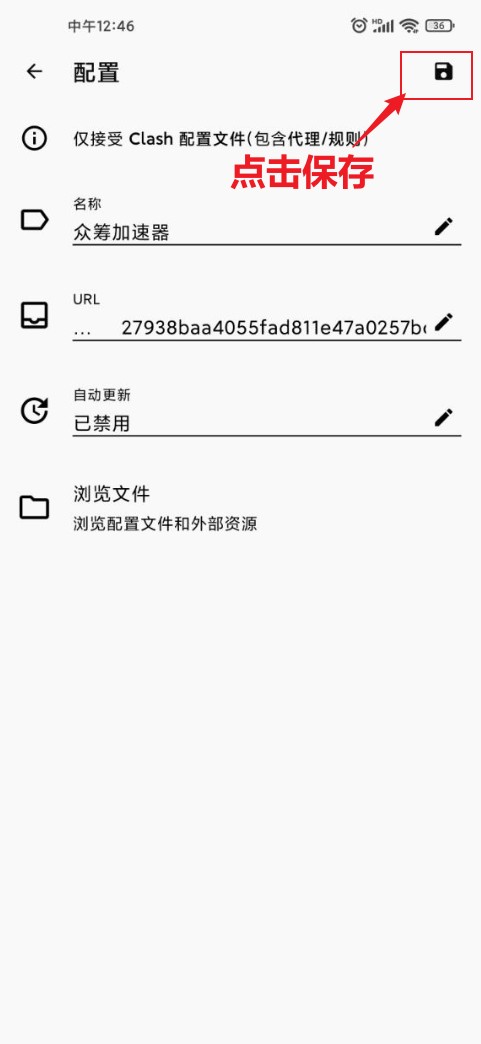 中午12:46
HD
36
配置
仅接受 Clash 配置文件(包含代理/规则)
点击保存
名称
众筹加速器
URL
... 27938baa4055fad811e47a0257b
自动更新
已禁用
浏览文件
浏览配置文件和外部资源